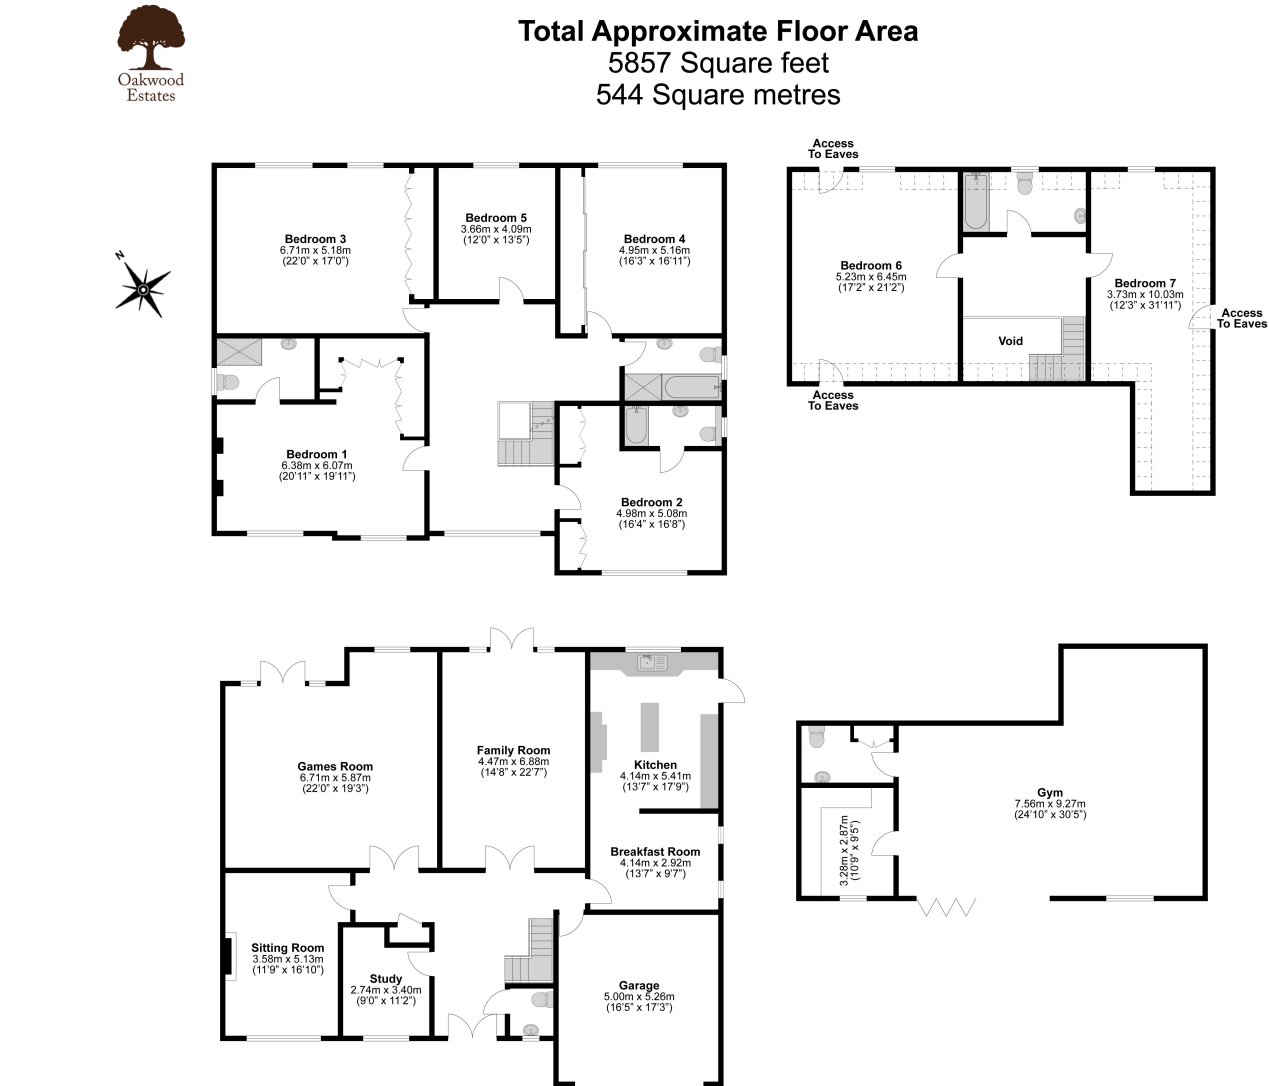 Oakwood
Estates
Total Approximate Floor Area
5857 Square feet
544 Square metres
N
Bedroom 3
6.71m x 5.18m
(22'0" x 17'0)
Bedroom 5
3.66m x 4.09m
(12'0" x 13'5")
Bedroom 4
4.95m x 5.16m
(16'3" x 16'11")
Bedroom 1
6.38m x 6.07m
(20'11" x 19'11")
Bedroom 2
4.98m x 5.08m
(16'4" x 16'8")
Access
To Eaves
Bedroom 6
5.23m x 6.45m
(17'2" x 21'2")
Bedroom 7
3.73m x 10.03m
(12'3" x 31'11")
Access
To Eaves
Void
Access
To Eaves
Games Room
6.71m x 5.87m
(22'0" x 19'3")
Family Room
4.47m x 6.88m
(14'8" x 22'7")
Kitchen
4.14m x 5.41m
(13'7" x 17'9")
Breakfast Room
4.14m x 2.92m
(13'7" x 9'7")
Sitting Room
3.58m x 5.13m
(11'9" x 16'10")
Study
2.74m x 3.40m
(9'0" x 11'2")
Garage
5.00m x 5.26m
(16'5" x 17'3")
Gym
7.56m x 9.27m
(24'10" x 30'5")
3.28m x 2.87m
(10'9" x 9'5")